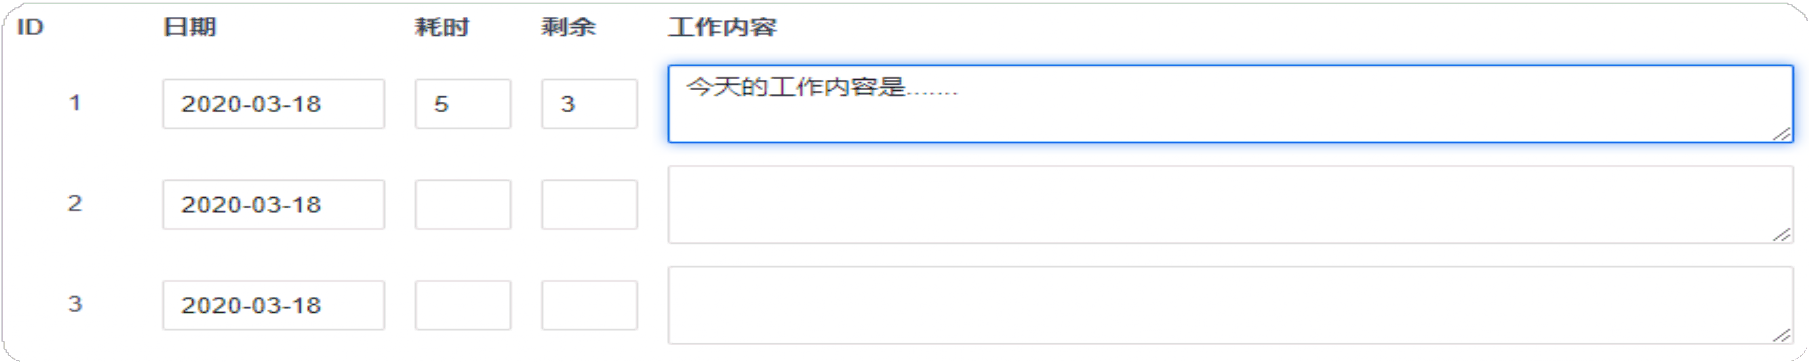 ID 日期 耗时 剩余 工作内容
1 2020-03-18 5 3 今天的工作内容是.......
2 2020-03-18
3 2020-03-18